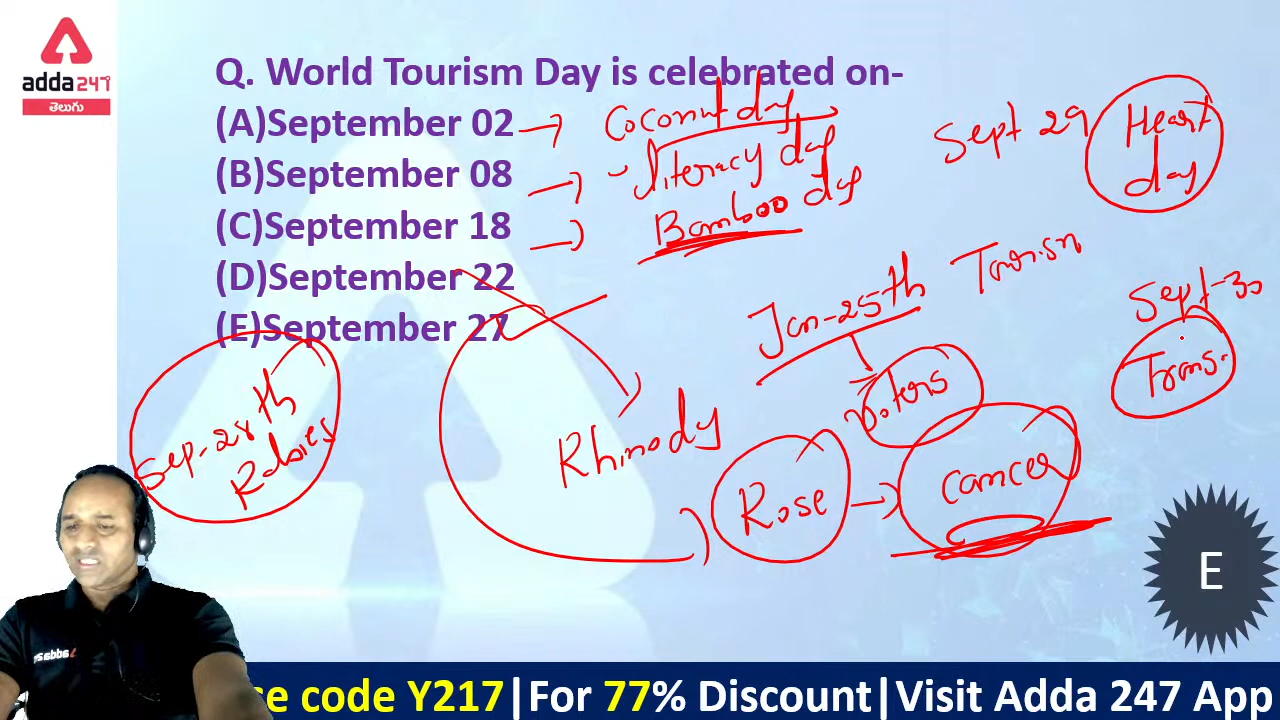 adda247
తెలుగు
Q. World Tourism Day is celebrated on-
(A)September 02
(B)September 08
(C)September 18
(D)September 22
(E)September 27
Coconut day
Literacy day
Bamboo day
Sept 29
Heart
day
Jan-25th Tourism
Voters
Sept-30
Trans.
Sep-28th
Rabies
Rhinody
Rose
Cancer
E
se code Y217|For 77% Discount|Visit Adda 247 App